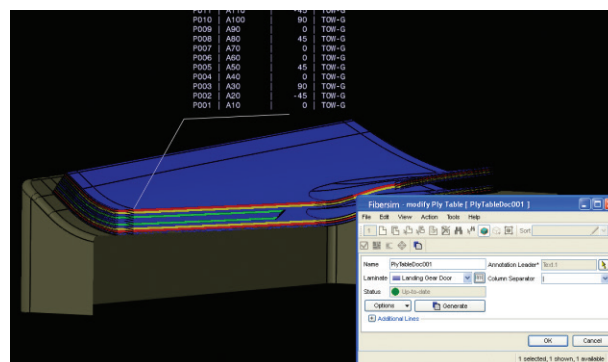 P011 | A110 | -45 | TOW-G
P010 | A100 | 90 | TOW-G
P009 | A90 | 0 | TOW-G
P008 | A80 | 45 | TOW-G
P007 | A70 | 0 | TOW-G
P006 | A60 | 0 | TOW-G
P005 | A50 | 45 | TOW-G
P004 | A40 | 0 | TOW-G
P003 | A30 | 90 | TOW-G
P002 | A20 | -45 | TOW-G
P001 | A10 | 0 | TOW-G
Fibersim - modify Ply Table [ PlyTableDoc001 ]
File Edit View Action Tools Help
Sort
Name PlyTableDoc001 Annotation Leader* Text.1
Laminate Landing Gear Door Column Separator |
Status Up-to-date
Options Generate
Additional Lines
OK Cancel
1 selected, 1 shown, 1 available